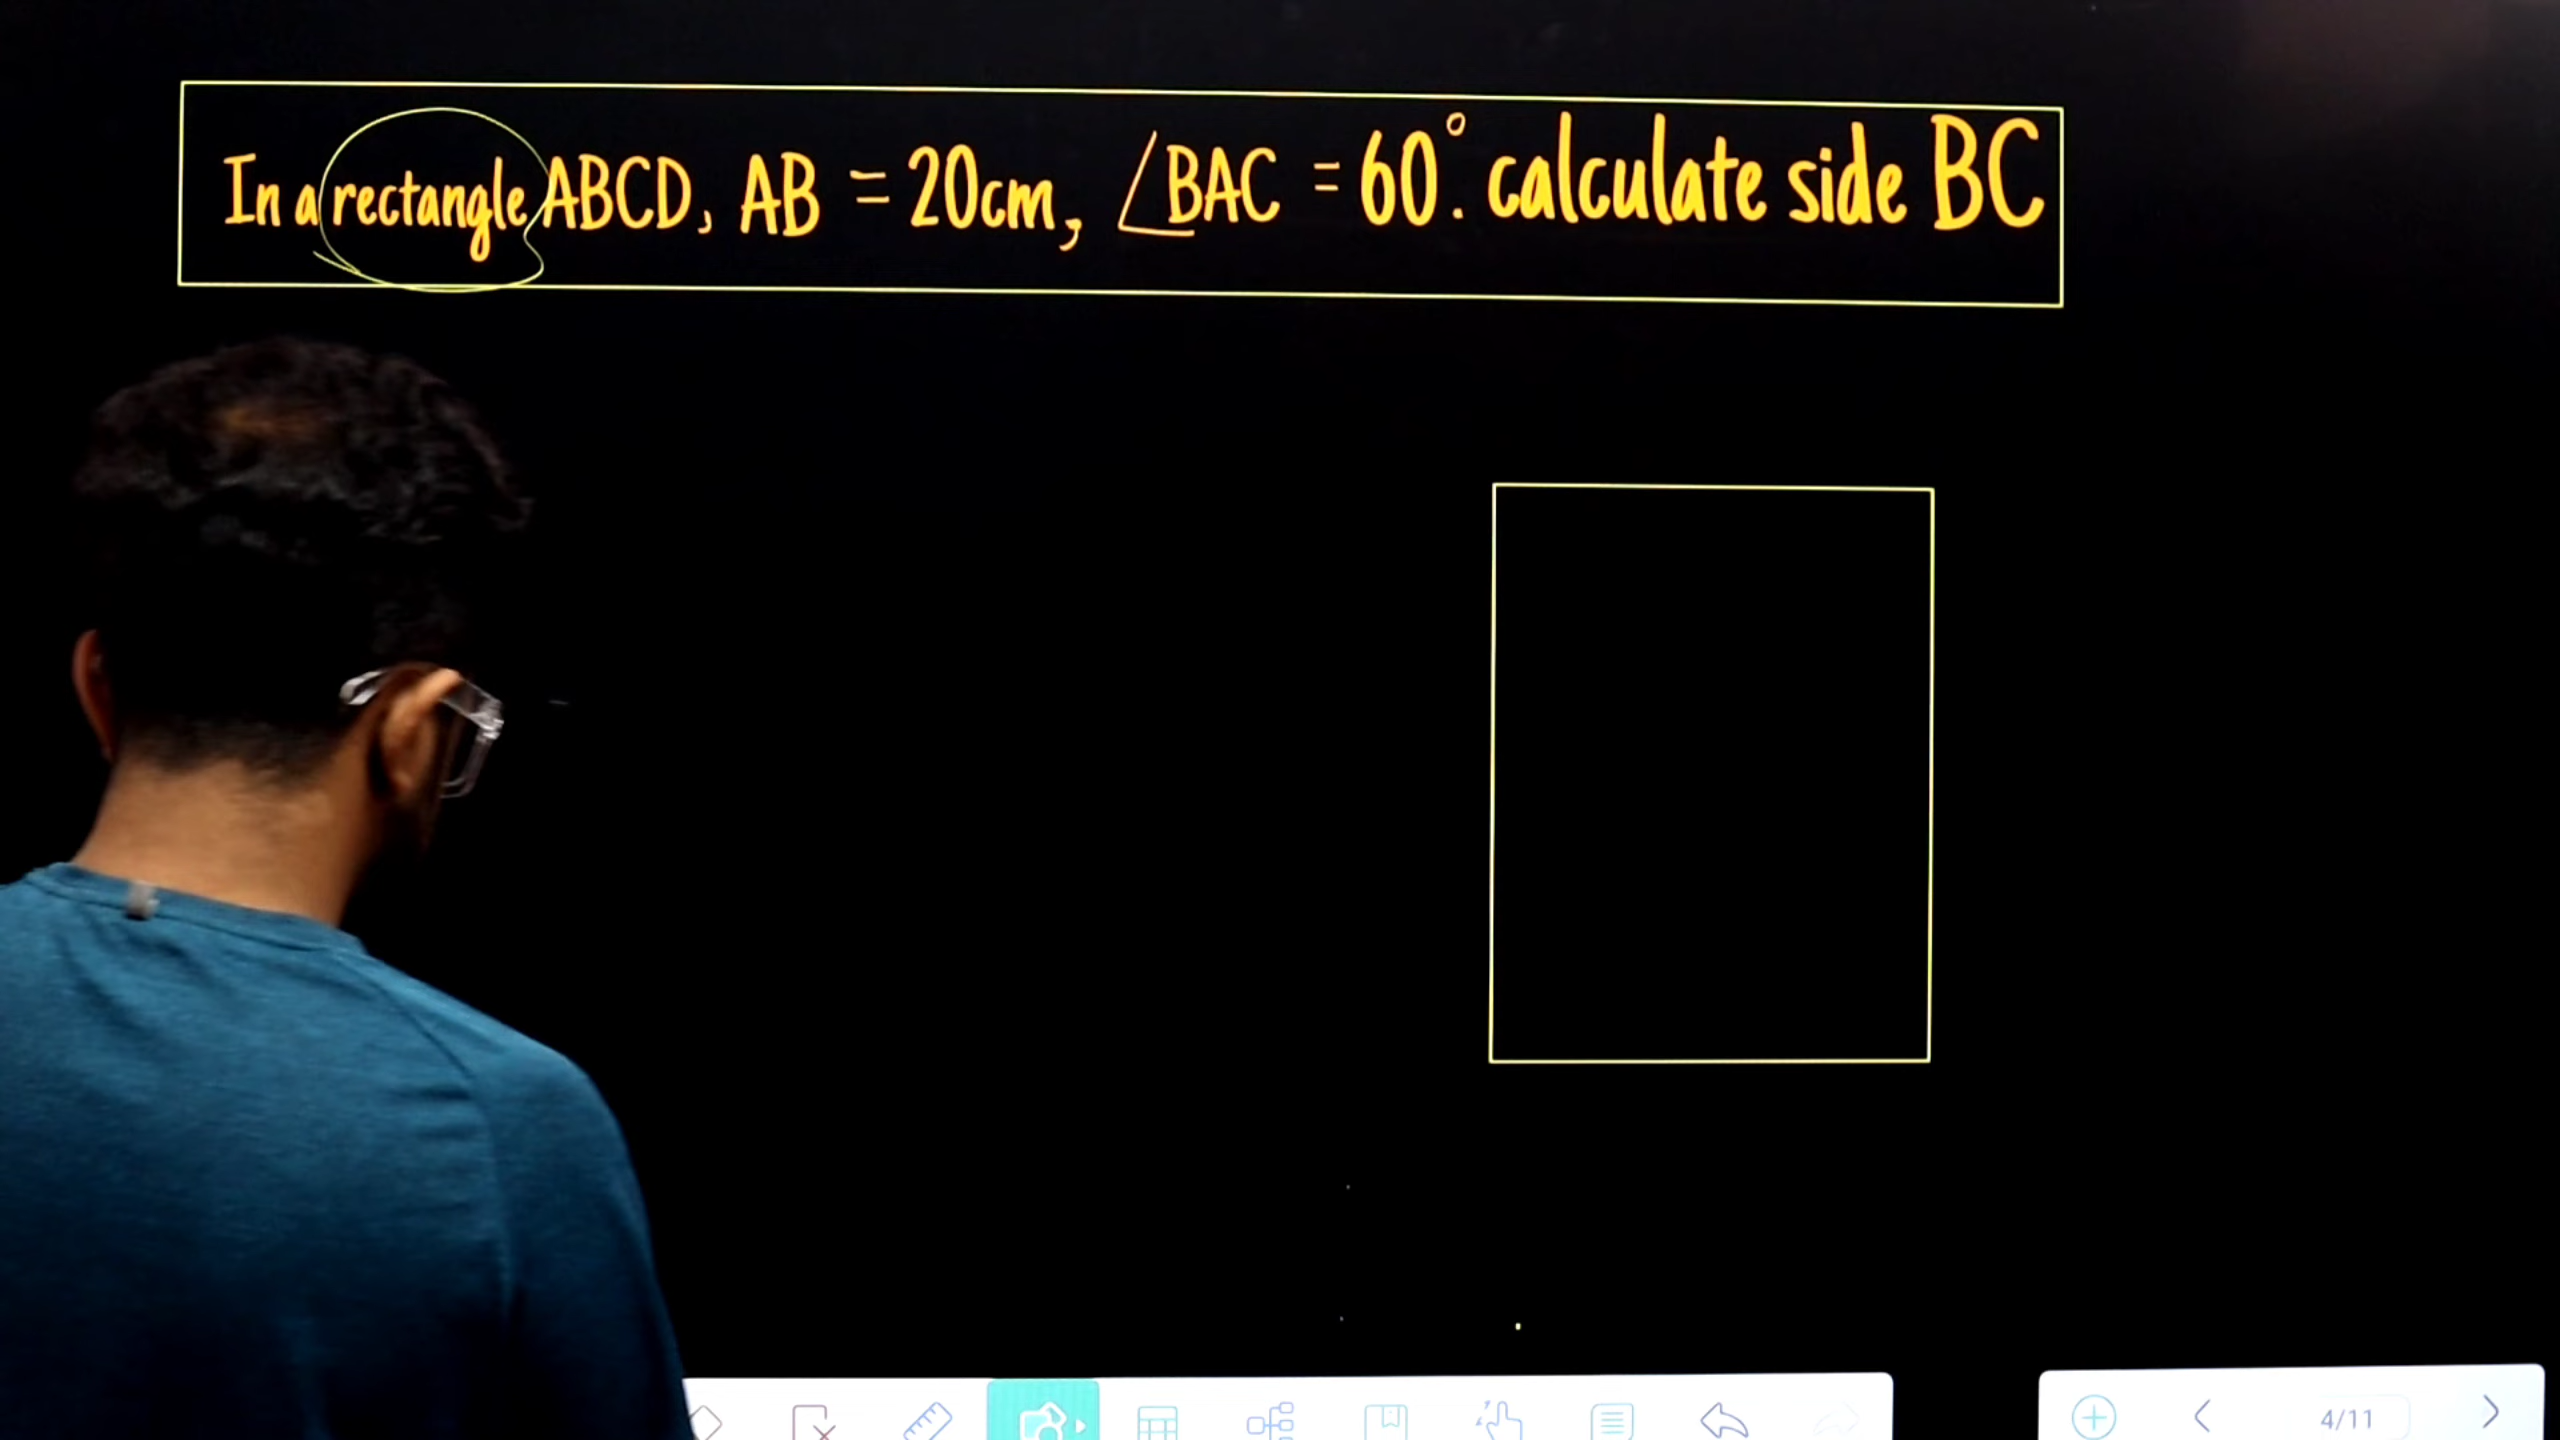 In a rectangle ABCD, AB = 20cm, ∠BAC = 60°. calculate side BC
4/11